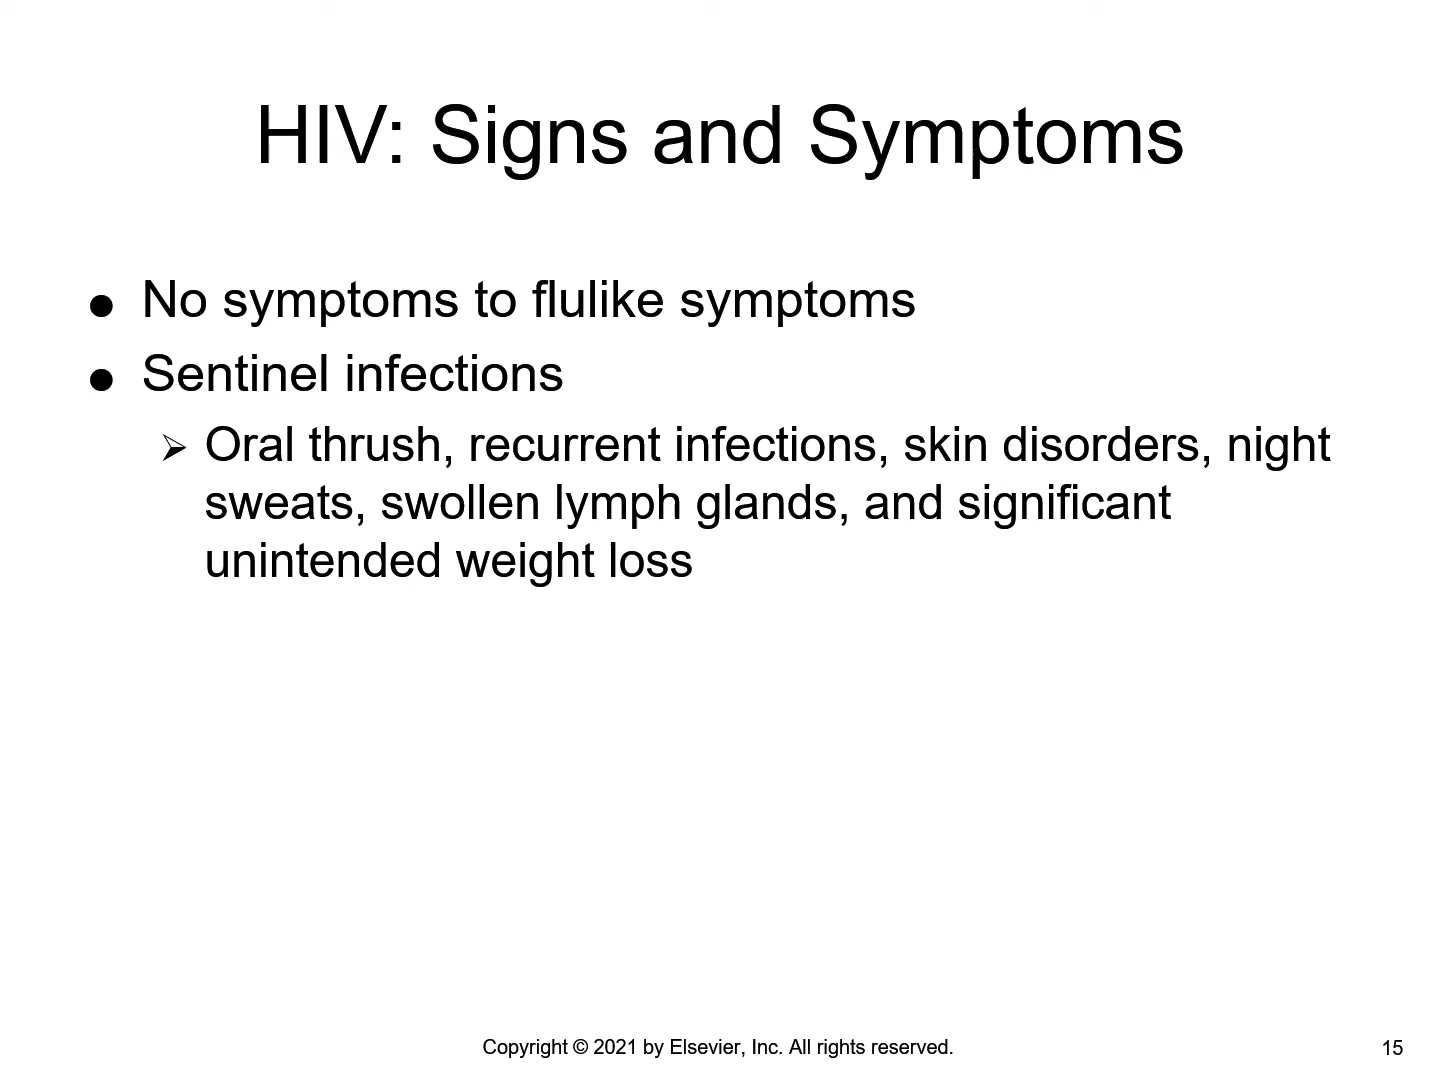 HIV: Signs and Symptoms
● No symptoms to flulike symptoms
● Sentinel infections
➢ Oral thrush, recurrent infections, skin disorders, night
sweats, swollen lymph glands, and significant
unintended weight loss
Copyright © 2021 by Elsevier, Inc. All rights reserved.
15